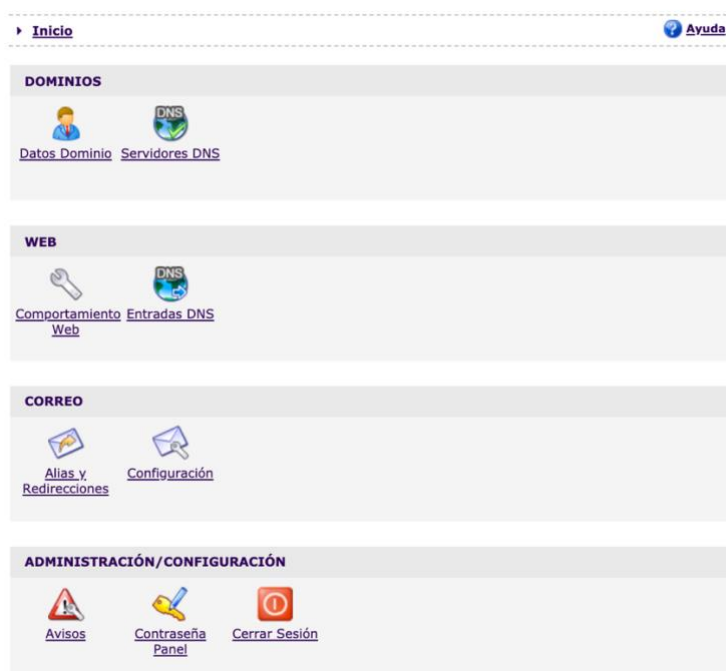 Inicio
Ayuda
DOMINIOS
DNS
Datos Dominio
Servidores DNS
WEB
DNS
Comportamiento
Web
Entradas DNS
CORREO
Alias y
Redirecciones
Configuración
ADMINISTRACIÓN/CONFIGURACIÓN
Avisos
Contraseña
Panel
Cerrar Sesión